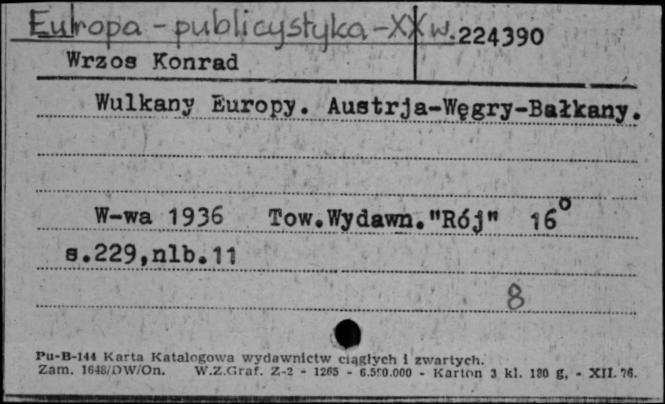 Europa - publicystyka - XX w. 224390
Wrzos Konrad
Wulkany Europy. Austrja-Węgry-Bałkany.
W-wa 1936 Tow.Wydawn."Rój" 16°
s.229,nlb.11
8
Pu-B-144 Karta Katalogowa wydawnictw ciągłych i zwartych.
Zam. 1648/DW/On. W.Z.Graf. Z-2 - 1265 - 6.500.000 - Karton 3 kl. 180 g, - XII. 76.